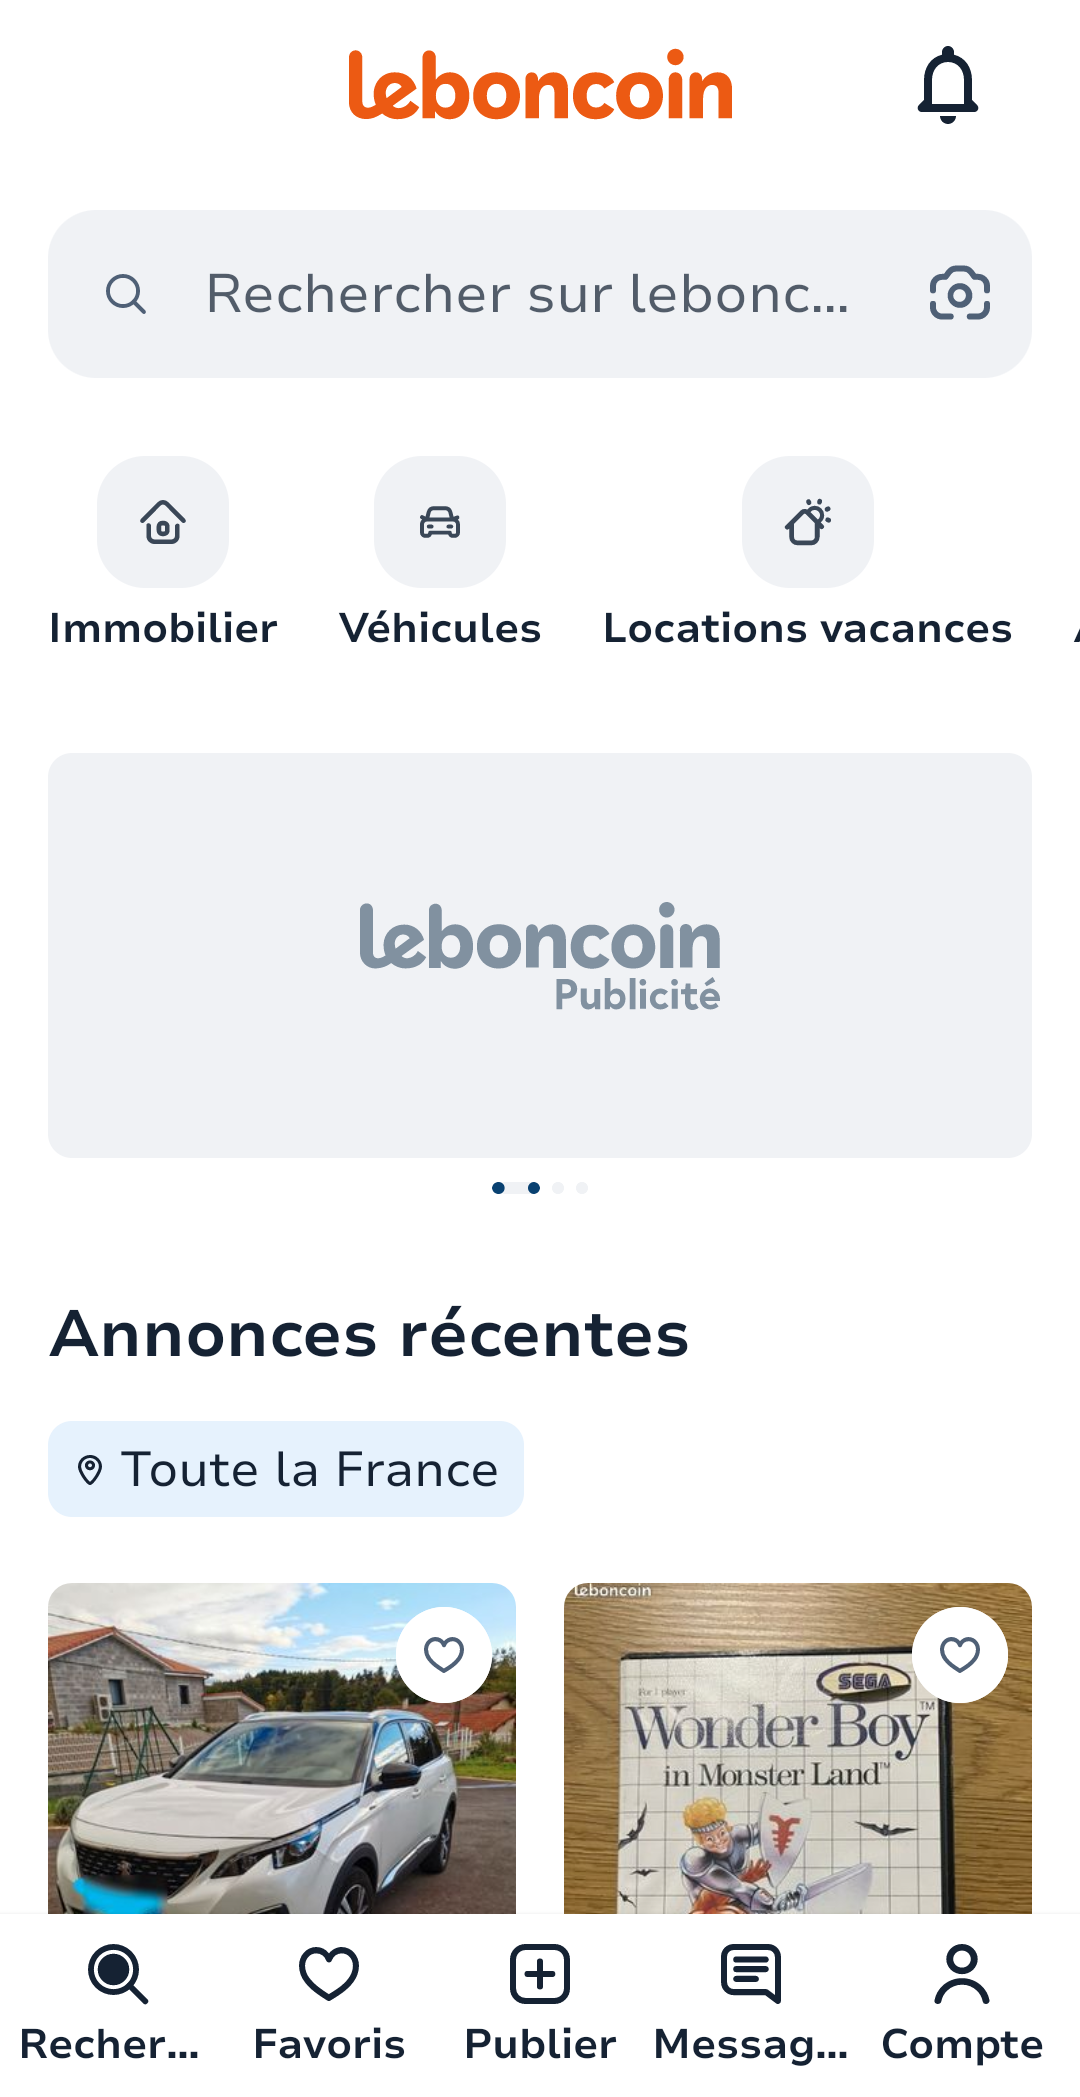 leboncoin
Rechercher sur lebonc...
Immobilier
Véhicules
Locations vacances
leboncoin
Publicité
Annonces récentes
Toute la France
leboncoin
SEGA
For 1 player
Wonder Boy™
in Monster Land™
Recher...
Favoris
Publier
Messag...
Compte